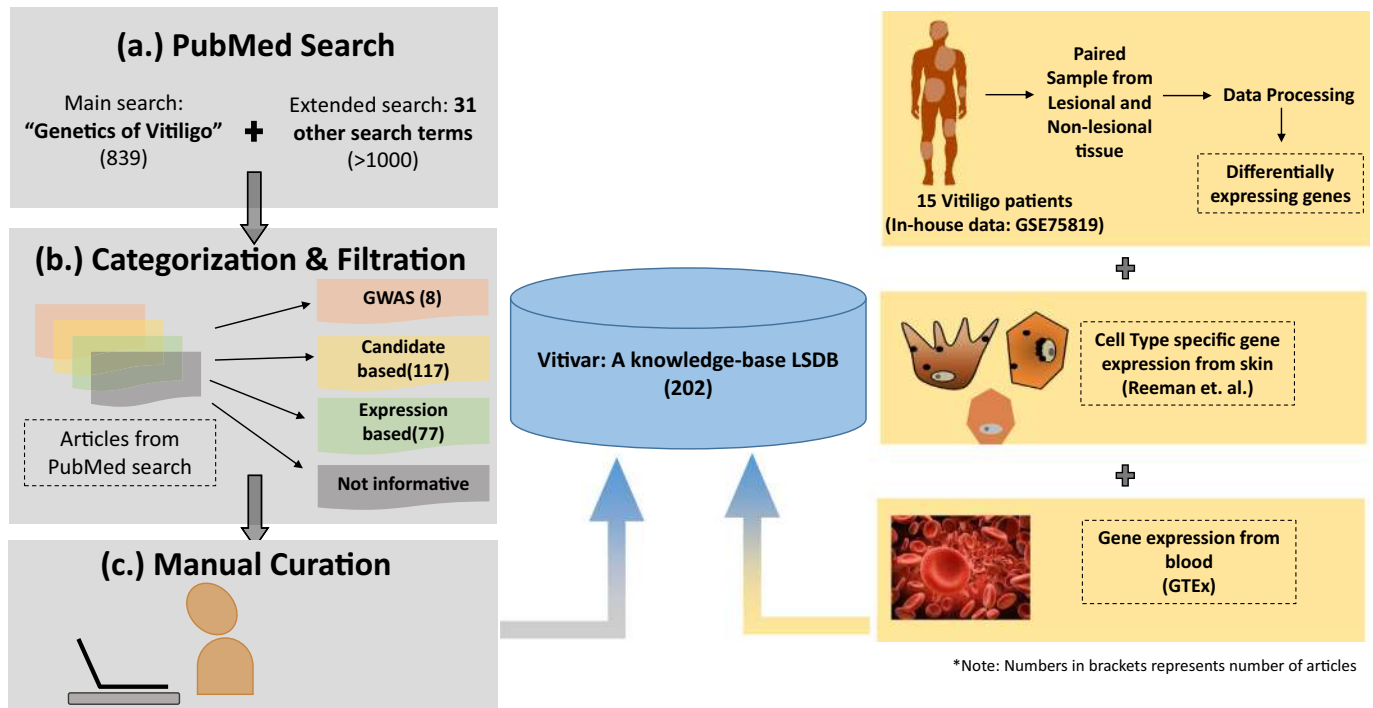 (a.) PubMed Search
Main search:
“Genetics of Vitiligo”
(839)
Extended search: 31
other search terms
(>1000)
(b.) Categorization & Filtration
GWAS (8)
Candidate
based(117)
Expression
based(77)
Not informative
Articles from
PubMed search
(c.) Manual Curation
Vitivar: A knowledge-base LSDB
(202)
Paired
Sample from
Lesional and
Non-lesional
tissue
Data Processing
Differentially
expressing genes
15 Vitiligo patients
(In-house data: GSE75819)
Cell Type specific gene
expression from skin
(Reeman et. al.)
Gene expression from
blood
(GTEx)
*Note: Numbers in brackets represents number of articles